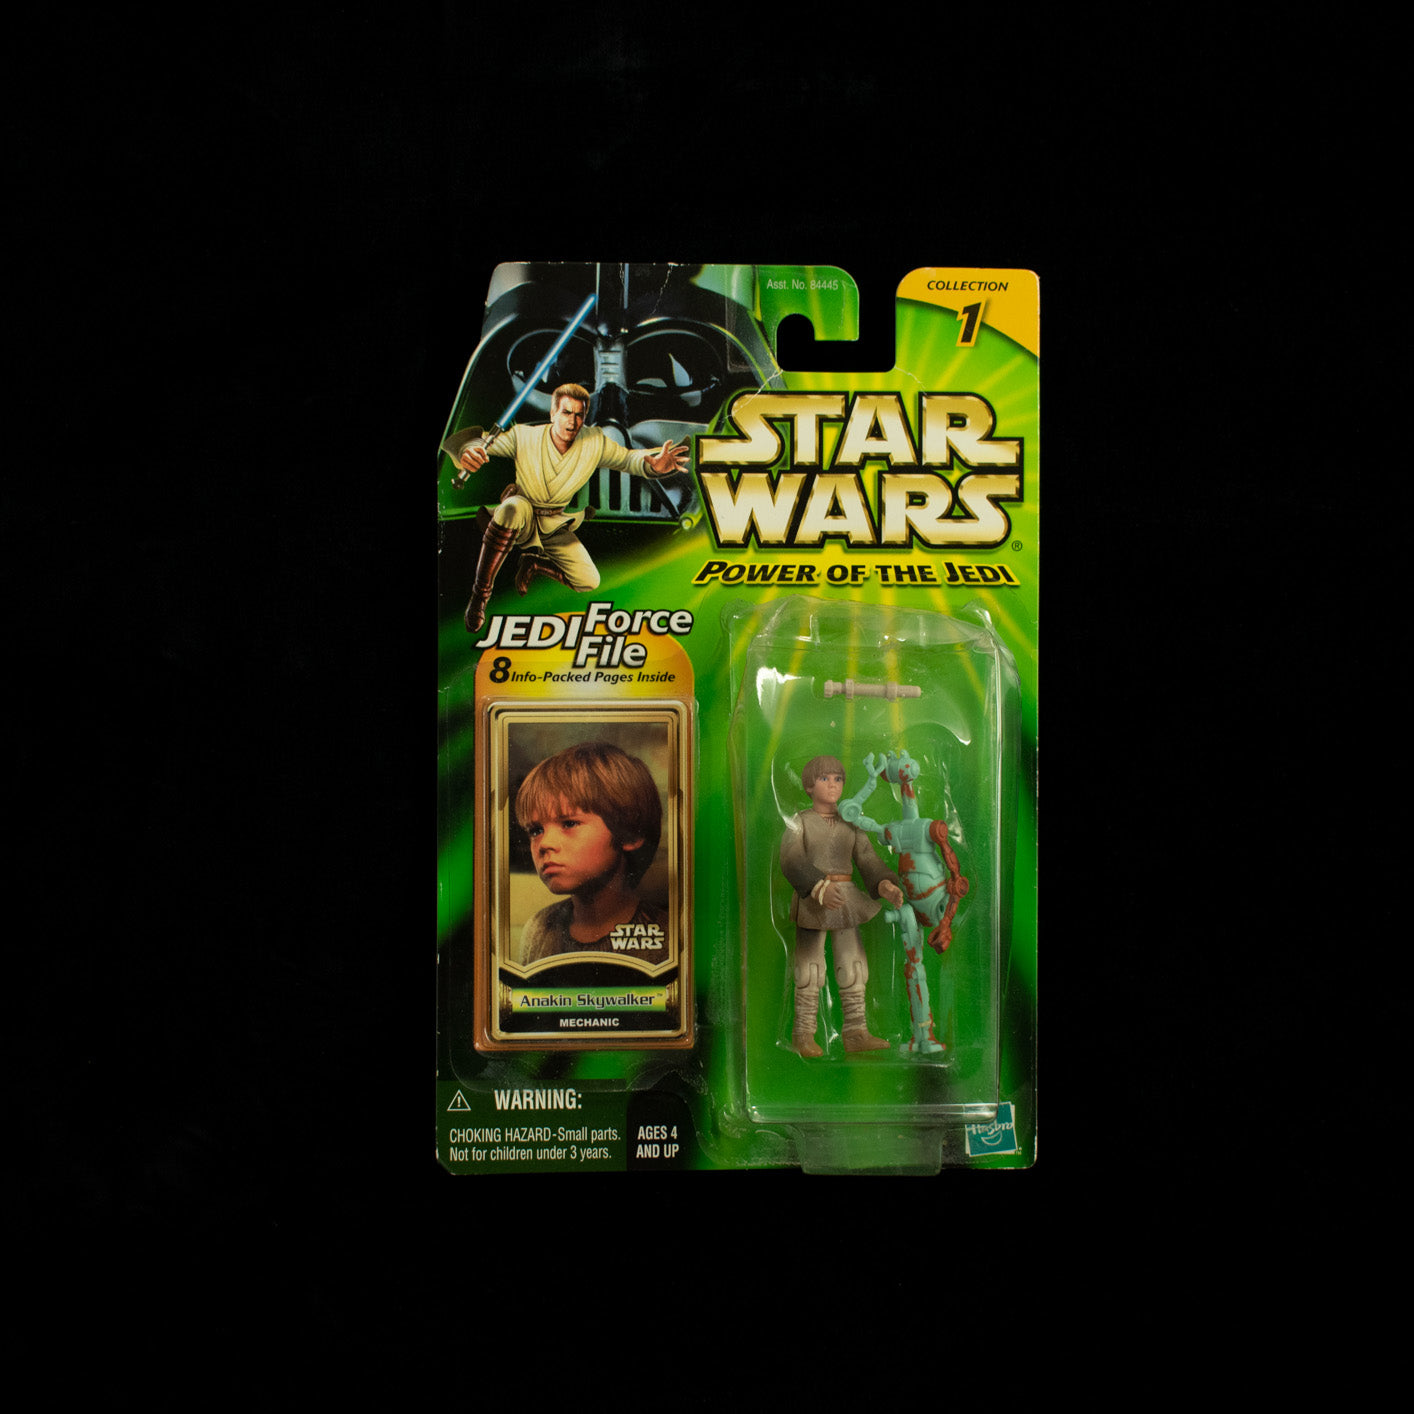 Asst. No. 84445
COLLECTION
1
STAR
WARS®
POWER OF THE JEDI
JEDI Force
File
8 Info-Packed Pages Inside
STAR
WARS
Anakin Skywalker™
MECHANIC
WARNING:
CHOKING HAZARD-Small parts.
Not for children under 3 years.
AGES 4
AND UP
Hasbro